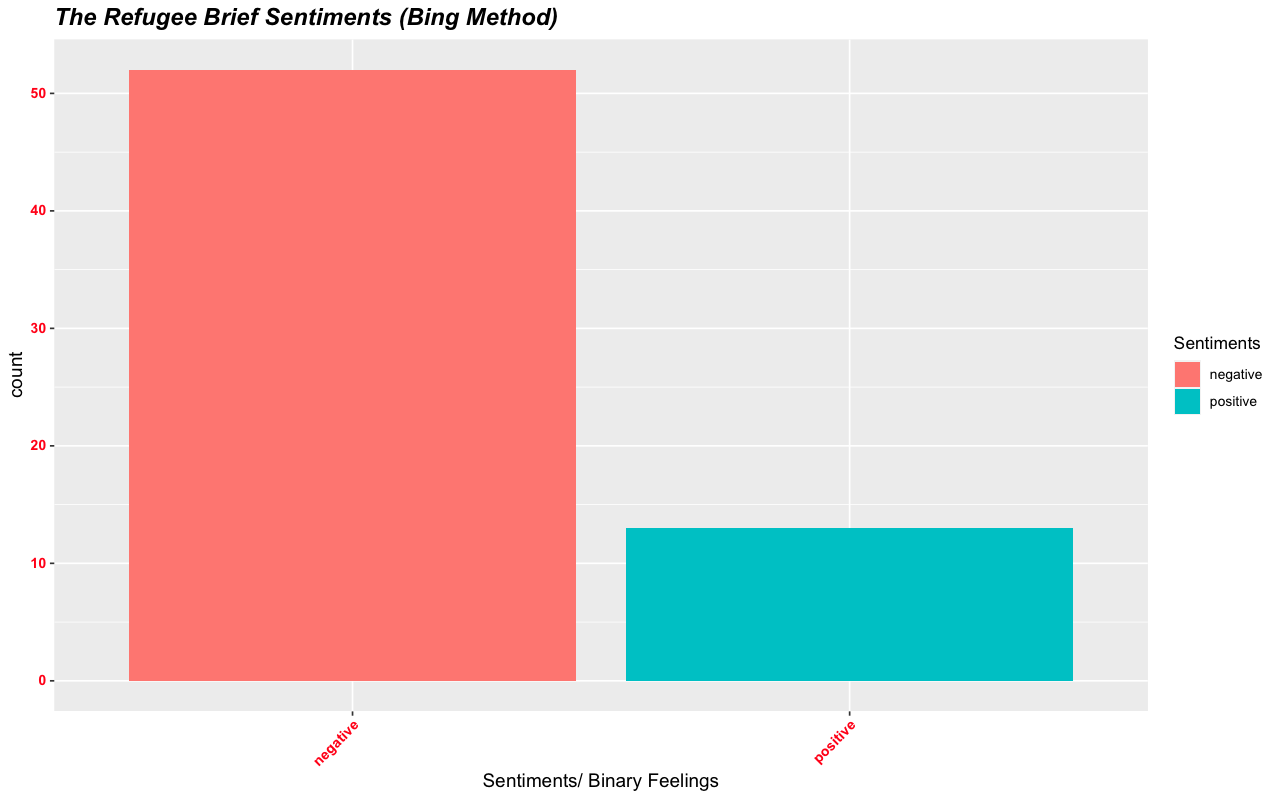 The Refugee Brief Sentiments (Bing Method)
count
50
40
30
20
10
0
negative
positive
Sentiments/ Binary Feelings
Sentiments
negative
positive